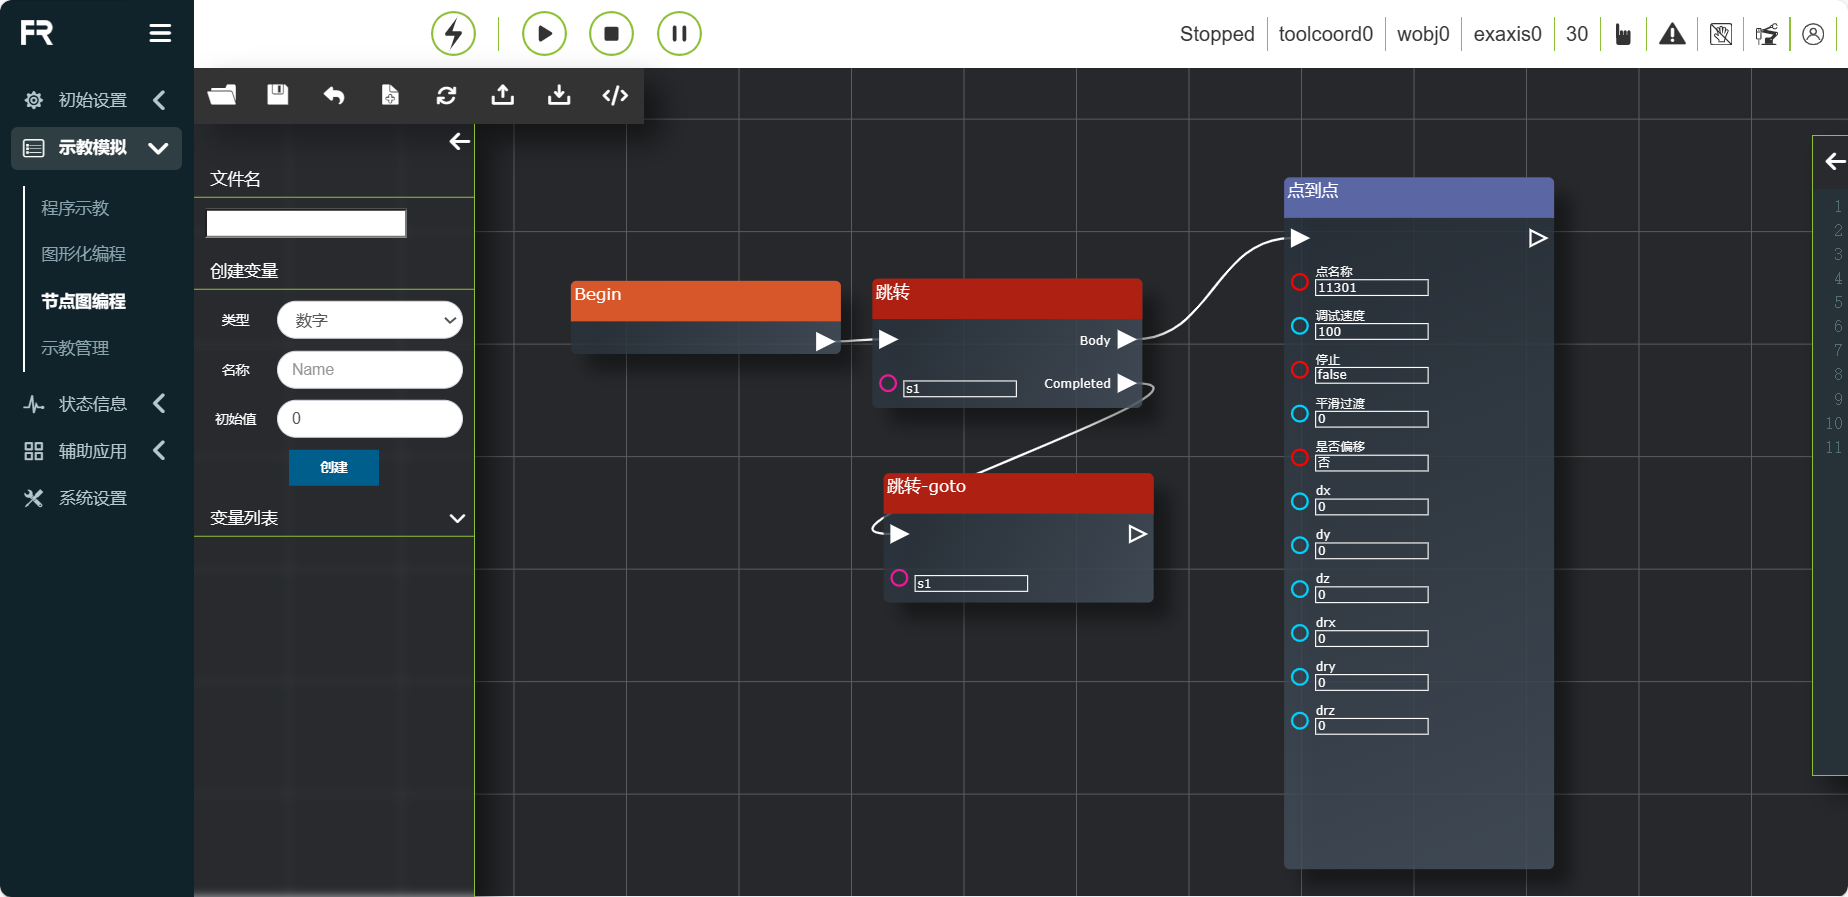 FR
Stopped
toolcoord0
wobj0
exaxis0
30
初始设置
示教模拟
程序示教
图形化编程
节点图编程
示教管理
状态信息
辅助应用
系统设置
文件名
创建变量
类型
数字
名称
Name
初始值
0
创建
变量列表
Begin
跳转
Body
Completed
s1
跳转-goto
s1
点到点
点名称
11301
调试速度
100
停止
false
平滑过渡
0
是否偏移
否
dx
0
dy
0
dz
0
drx
0
dry
0
drz
0
1
2
3
4
5
6
7
8
9
10
11